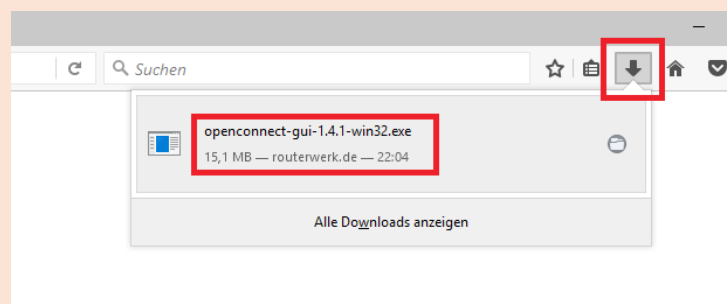 Suchen
openconnect-gui-1.4.1-win32.exe
15,1 MB — routerwerk.de — 22:04
Alle Downloads anzeigen